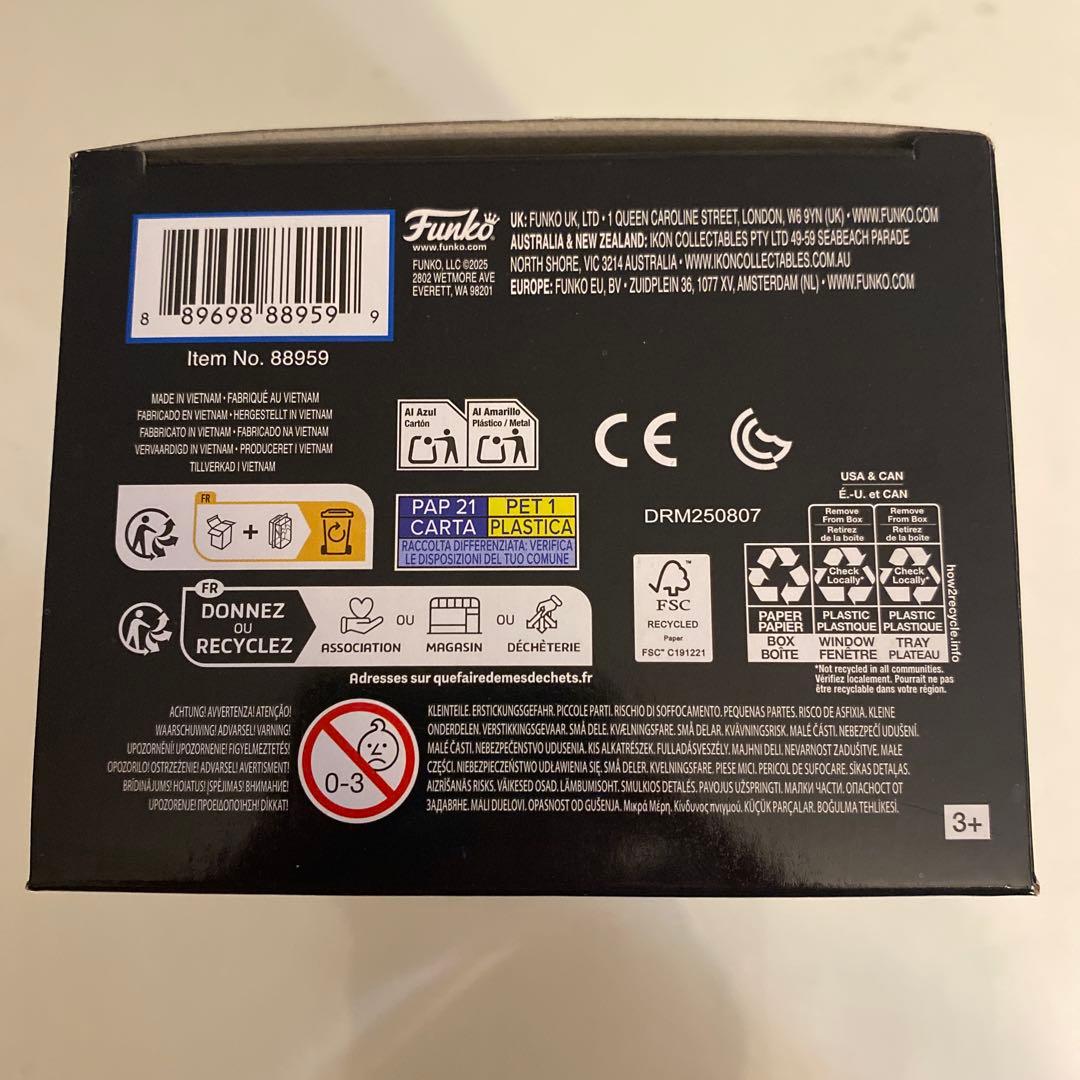 8 89698 88959 9
Item No. 88959
Funko
www.funko.com
FUNKO, LLC ©2025
2802 WETMORE AVE
EVERETT, WA 98201
UK: FUNKO UK, LTD • 1 QUEEN CAROLINE STREET, LONDON, W6 9YN (UK) • WWW.FUNKO.COM
AUSTRALIA & NEW ZEALAND: IKON COLLECTABLES PTY LTD 49-59 SEABEACH PARADE
NORTH SHORE, VIC 3214 AUSTRALIA • WWW.IKONCOLLECTABLES.COM.AU
EUROPE: FUNKO EU, BV • ZUIDPLEIN 36, 1077 XV, AMSTERDAM (NL) • WWW.FUNKO.COM
MADE IN VIETNAM • FABRIQUÉ AU VIETNAM
FABRICADO EN VIETNAM • HERGESTELLT IN VIETNAM
FABBRICATO IN VIETNAM • FABRICADO NA VIETNAM
VERVAARDIGD IN VIETNAM • PRODUCERET I VIETNAM
TILLVERKAD I VIETNAM
Al Azul
Cartón
Al Amarillo
Plástico / Metal
CE
FR
+
PAP 21
CARTA
PET 1
PLASTICA
RACCOLTA DIFFERENZIATA: VERIFICA
LE DISPOSIZIONI DEL TUO COMUNE
DRM250807
FR
DONNEZ
OU
RECYCLEZ
ASSOCIATION
OU
MAGASIN
OU
DÉCHÈTERIE
Adresses sur quefairedemesdechets.fr
FSC
RECYCLED
Paper
FSC™ C191221
USA & CAN
É.-U. et CAN
Remove
From Box
Retirez
de la boîte
Remove
From Box
Retirez
de la boîte
Check
Locally*
Check
Locally*
PAPER
PAPIER
PLASTIC
PLASTIQUE
PLASTIC
PLASTIQUE
BOX
BOÎTE
WINDOW
FENÊTRE
TRAY
PLATEAU
how2recycle.info
*Not recycled in all communities.
Vérifiez localement. Pourrait ne pas
être recyclable dans votre région.
ACHTUNG! AVVERTENZA! ATENÇÃO!
WAARSCHUWING! ADVARSEL! VARNING!
UPOZORNĚNÍ! UPOZORNENIE! FIGYELMEZTETÉS!
OPOZORILO! OSTRZEŻENIE! ADVARSEL! AVERTISMENT!
BRĪDINĀJUMS! HOIATUS! ĮSPĖJIMAS! ВНИМАНИЕ!
UPOZORENJE! ΠΡΟΕΙΔΟΠΟΙΗΣΗ! DİKKAT!
0-3
KLEINTEILE. ERSTICKUNGSGEFAHR. PICCOLE PARTI. RISCHIO DI SOFFOCAMENTO. PEQUENAS PARTES. RISCO DE ASFIXIA. KLEINE
ONDERDELEN. VERSTIKKINGSGEVAAR. SMÅ DELE. KVÆLNINGSFARE. SMÅ DELAR. KVÄVNINGSRISK. MALÉ ČÁSTI. NEBEZPEČÍ UDUŠENÍ.
MALÉ ČASTI. NEBEZPEČENSTVO UDUSENIA. KIS ALKATRÉSZEK. FULLADÁSVESZÉLY. MAJHNI DELI. NEVARNOST ZADUŠITVE. MAŁE
CZĘŚCI. NIEBEZPIECZEŃSTWO UDŁAWIENIA SIĘ. SMÅ DELER. KVELNINGSFARE. PIESE MICI. PERICOL DE SUFOCARE. SĪKAS DETAĻAS.
AIZRĪŠANĀS RISKS. VÄIKESED OSAD. LÄMBUMISOHT. SMULKIOS DETALĖS. PAVOJUS UŽSPRINGTI. МАЛКИ ЧАСТИ. ОПАСНОСТ ОТ
ЗАДАВЯНЕ. MALI DIJELOVI. OPASNOST OD GUŠENJA. Μικρά Μέρη. Κίνδυνος πνιγμού. KÜÇÜK PARÇALAR. BOĞULMA TEHLİKESİ.
3+